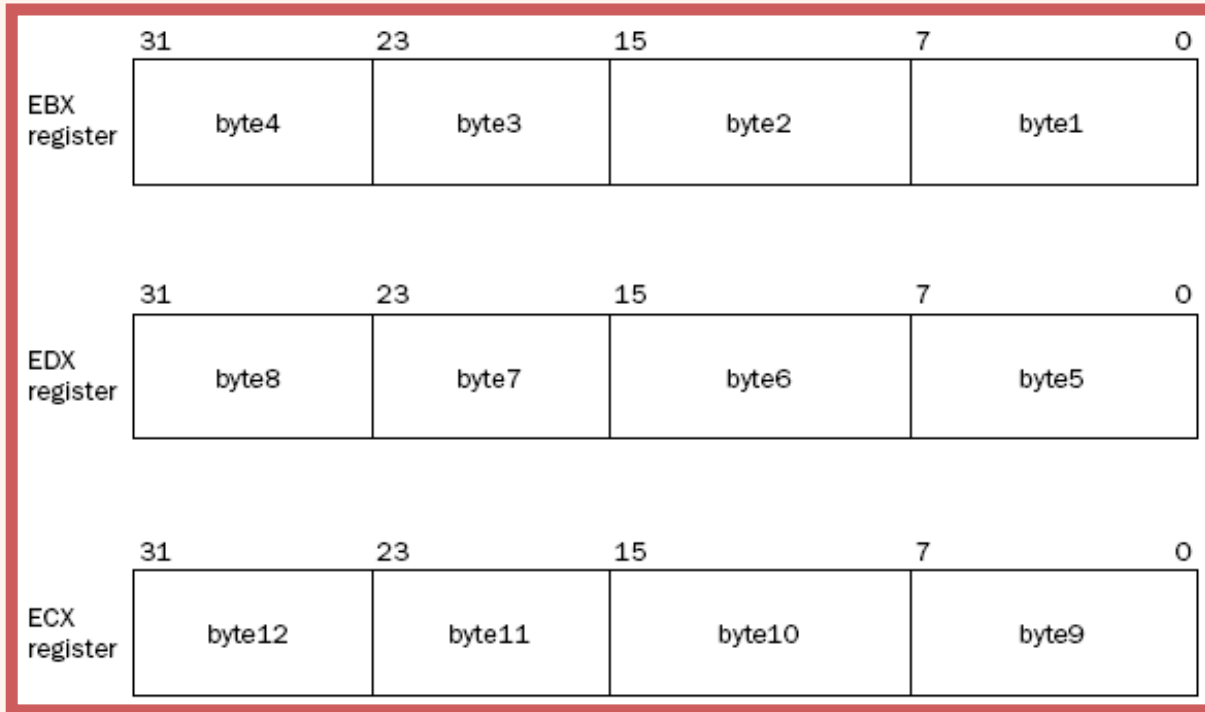 31 23 15 7 0
EBX register
byte4 byte3 byte2 byte1
31 23 15 7 0
EDX register
byte8 byte7 byte6 byte5
31 23 15 7 0
ECX register
byte12 byte11 byte10 byte9